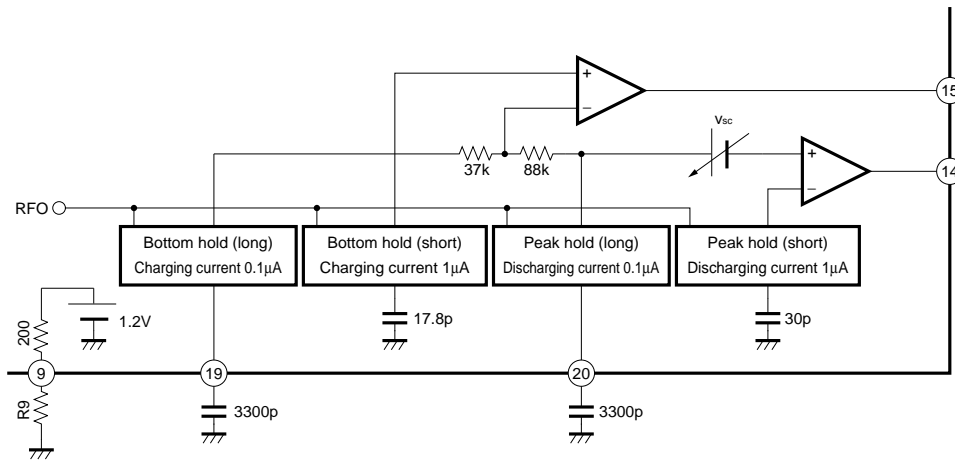 +
−
15
Vsc
37k
88k
+
−
14
RFO
Bottom hold (long)
Charging current 0.1μA
Bottom hold (short)
Charging current 1μA
Peak hold (long)
Discharging current 0.1μA
Peak hold (short)
Discharging current 1μA
200
1.2V
17.8p
30p
9
19
20
R9
3300p
3300p